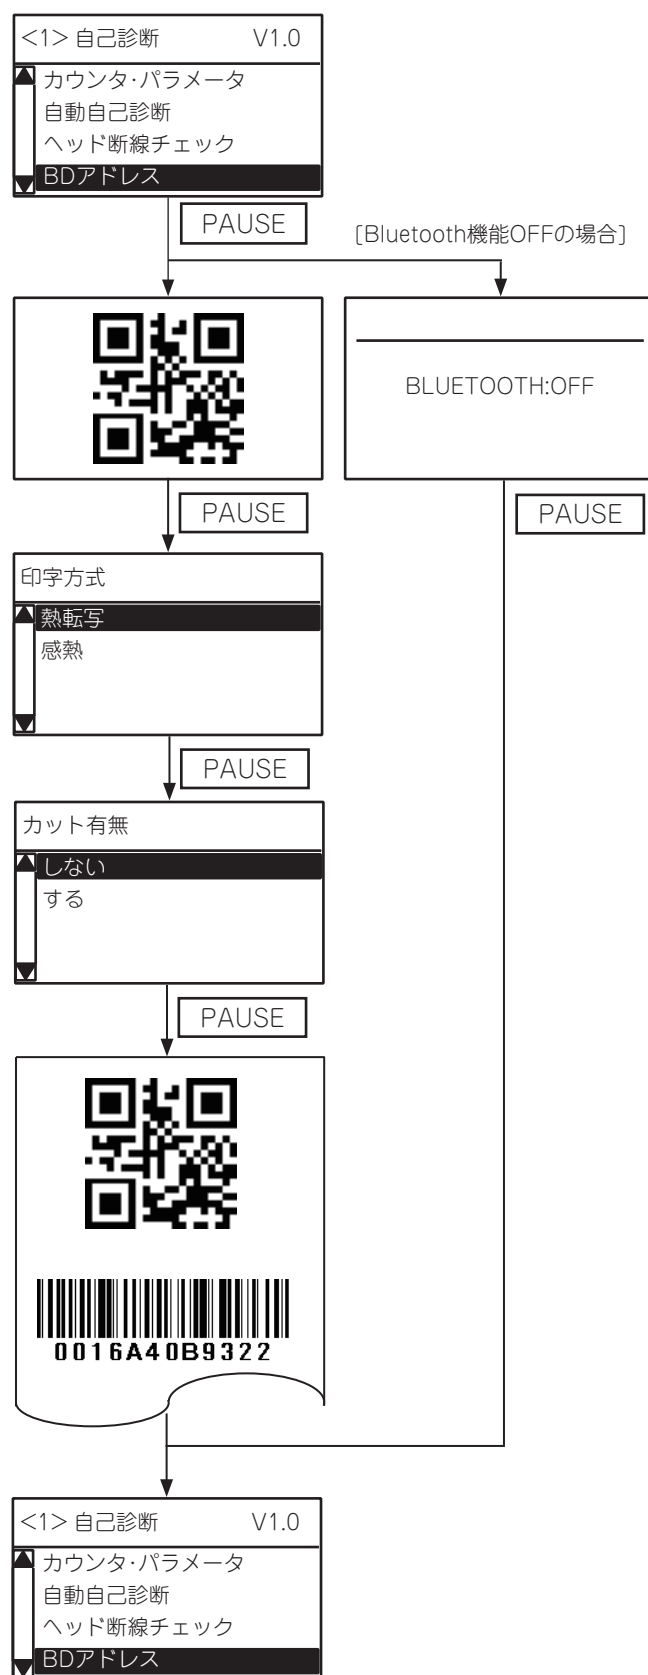 <1> 自己診断 V1.0
カウンタ・パラメータ
自動自己診断
ヘッド断線チェック
BDアドレス
PAUSE
[Bluetooth機能OFFの場合]
BLUETOOTH:OFF
PAUSE
PAUSE
印字方式
熱転写
感熱
PAUSE
カット有無
しない
する
PAUSE
0016A40B9322
<1> 自己診断 V1.0
カウンタ・パラメータ
自動自己診断
ヘッド断線チェック
BDアドレス